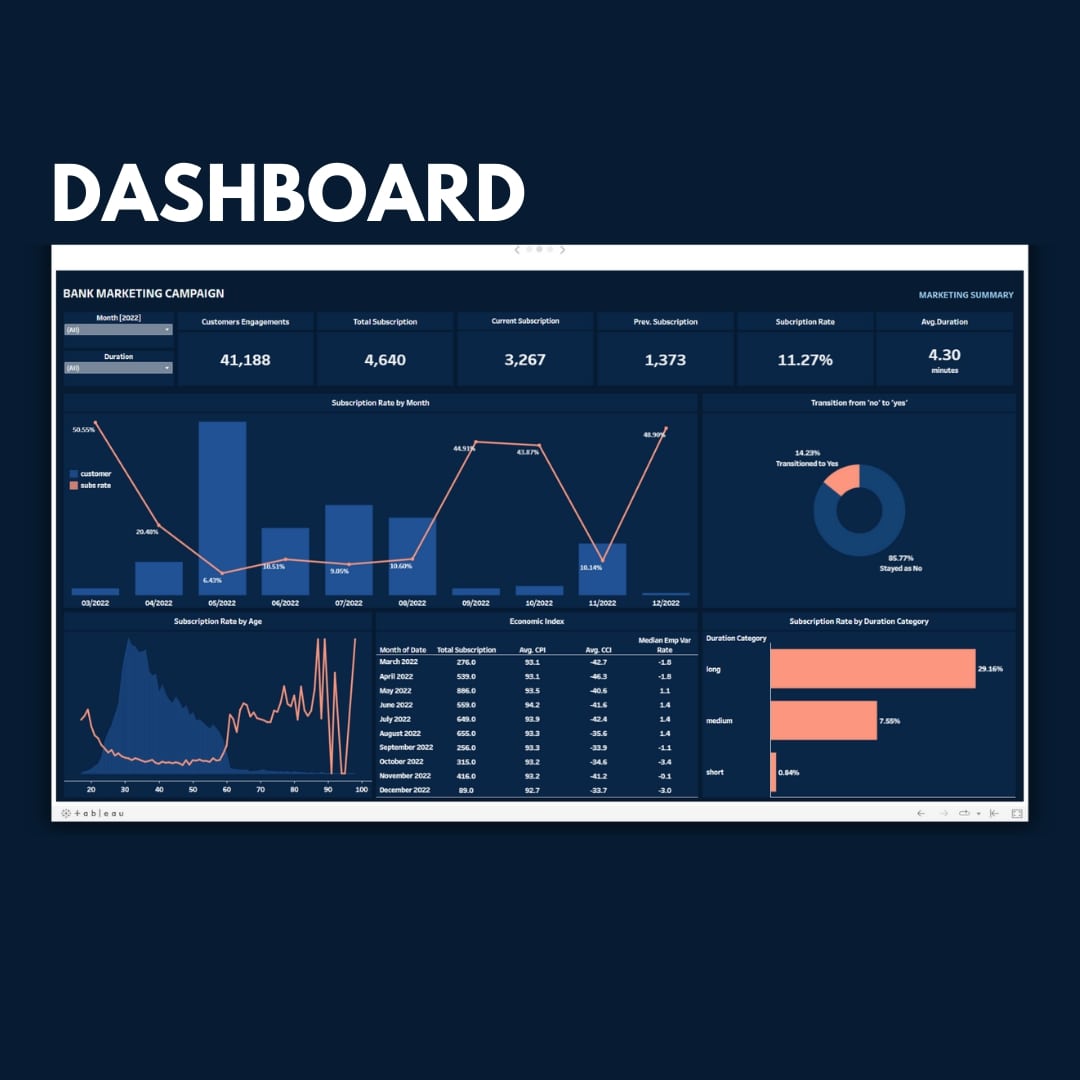 DASHBOARD
BANK MARKETING CAMPAIGN
MARKETING SUMMARY
Month [2022]
(All)
Duration
(All)
Customers Engagements
41,188
Total Subscription
4,640
Current Subscription
3,267
Prev. Subscription
1,373
Subcription Rate
11.27%
Avg.Duration
4.30
minutes
Subscription Rate by Month
50.55%
20.48%
6.43%
10.51%
9.05%
10.60%
44.91%
43.87%
10.14%
48.90%
customer
subs rate
03/2022 04/2022 05/2022 06/2022 07/2022 08/2022 09/2022 10/2022 11/2022 12/2022
Transition from 'no' to 'yes'
14.23%
Transitioned to Yes
85.77%
Stayed as No
Subscription Rate by Age
20 30 40 50 60 70 80 90 100
Economic Index
Month of Date Total Subscription Avg. CPI Avg. CCI Median Emp Var Rate
March 2022 276.0 93.1 -42.7 -1.8
April 2022 539.0 93.1 -46.3 -1.8
May 2022 886.0 93.5 -40.6 1.1
June 2022 559.0 94.2 -41.6 1.4
July 2022 649.0 93.9 -42.4 1.4
August 2022 655.0 93.3 -35.6 1.4
September 2022 256.0 93.3 -33.9 -1.1
October 2022 315.0 93.2 -34.6 -3.4
November 2022 416.0 93.2 -41.2 -0.1
December 2022 89.0 92.7 -33.7 -3.0
Subscription Rate by Duration Category
Duration Category
long 29.16%
medium 7.55%
short 0.84%
+ableau